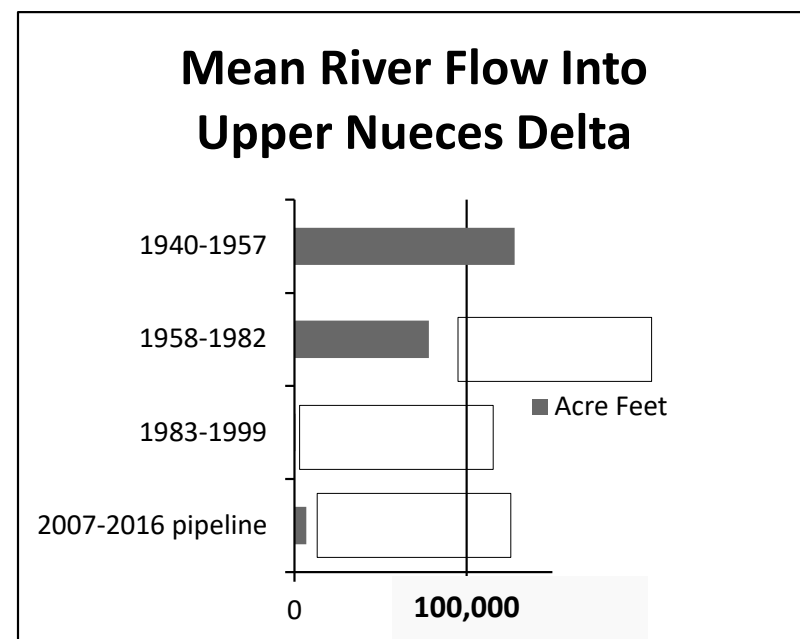 Mean River Flow Into
Upper Nueces Delta
1940-1957
1958-1982
Acre Feet
1983-1999
2007-2016 pipeline
0
100,000